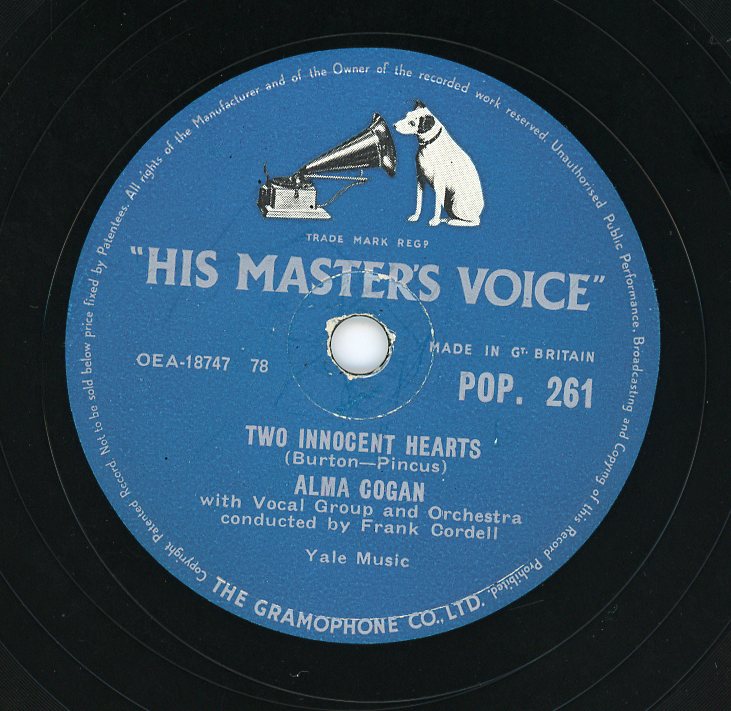 Copyright Patented Record Not to be sold below price fixed by Patentees. All rights of the Manufacturer and of the Owner of the recorded work reserved. Unauthorised Public Performance, Broadcasting and Copying of this Record Prohibited.
TRADE MARK REGD
"HIS MASTER'S VOICE"
MADE IN GT. BRITAIN
OEA-18747 78
POP. 261
TWO INNOCENT HEARTS
(Burton—Pincus)
ALMA COGAN
with Vocal Group and Orchestra
conducted by Frank Cordell
Yale Music
THE GRAMOPHONE CO., LTD.